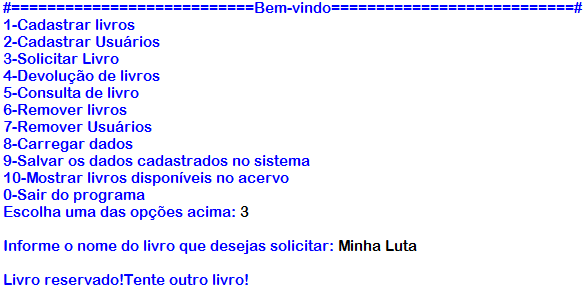 #===========================Bem-vindo===========================#
1-Cadastrar livros
2-Cadastrar Usuários
3-Solicitar Livro
4-Devolução de livros
5-Consulta de livro
6-Remover livros
7-Remover Usuários
8-Carregar dados
9-Salvar os dados cadastrados no sistema
10-Mostrar livros disponíveis no acervo
0-Sair do programa
Escolha uma das opções acima: 3
Informe o nome do livro que desejas solicitar: Minha Luta
Livro reservado!Tente outro livro!